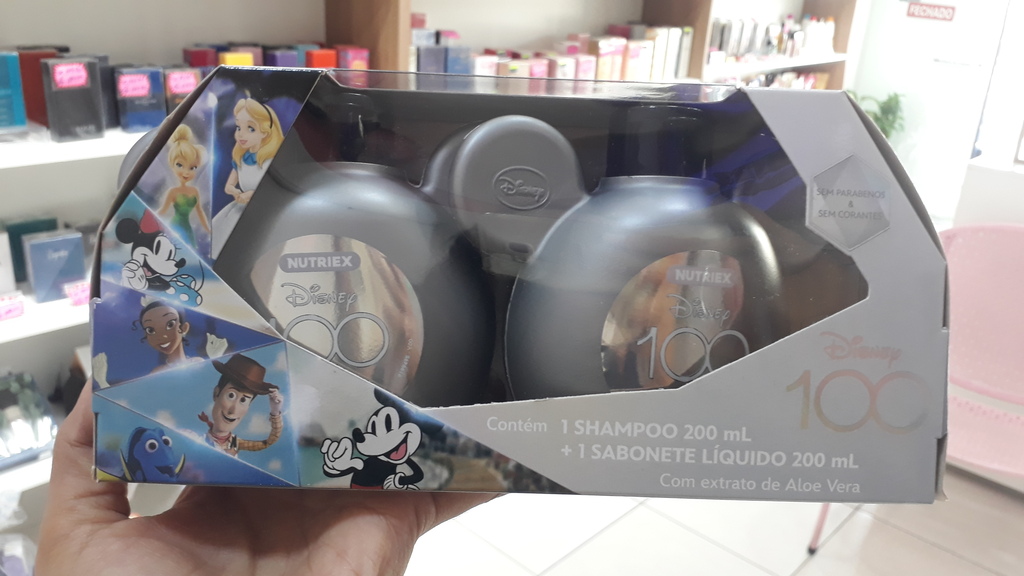 FECHADO
Disney
SEM PARABENOS
&
SEM CORANTES
NUTRIEX
Disney
100
NUTRIEX
Disney
100
Disney
100
Contém 1 SHAMPOO 200 mL
+ 1 SABONETE LÍQUIDO 200 mL
Com extrato de Aloe Vera